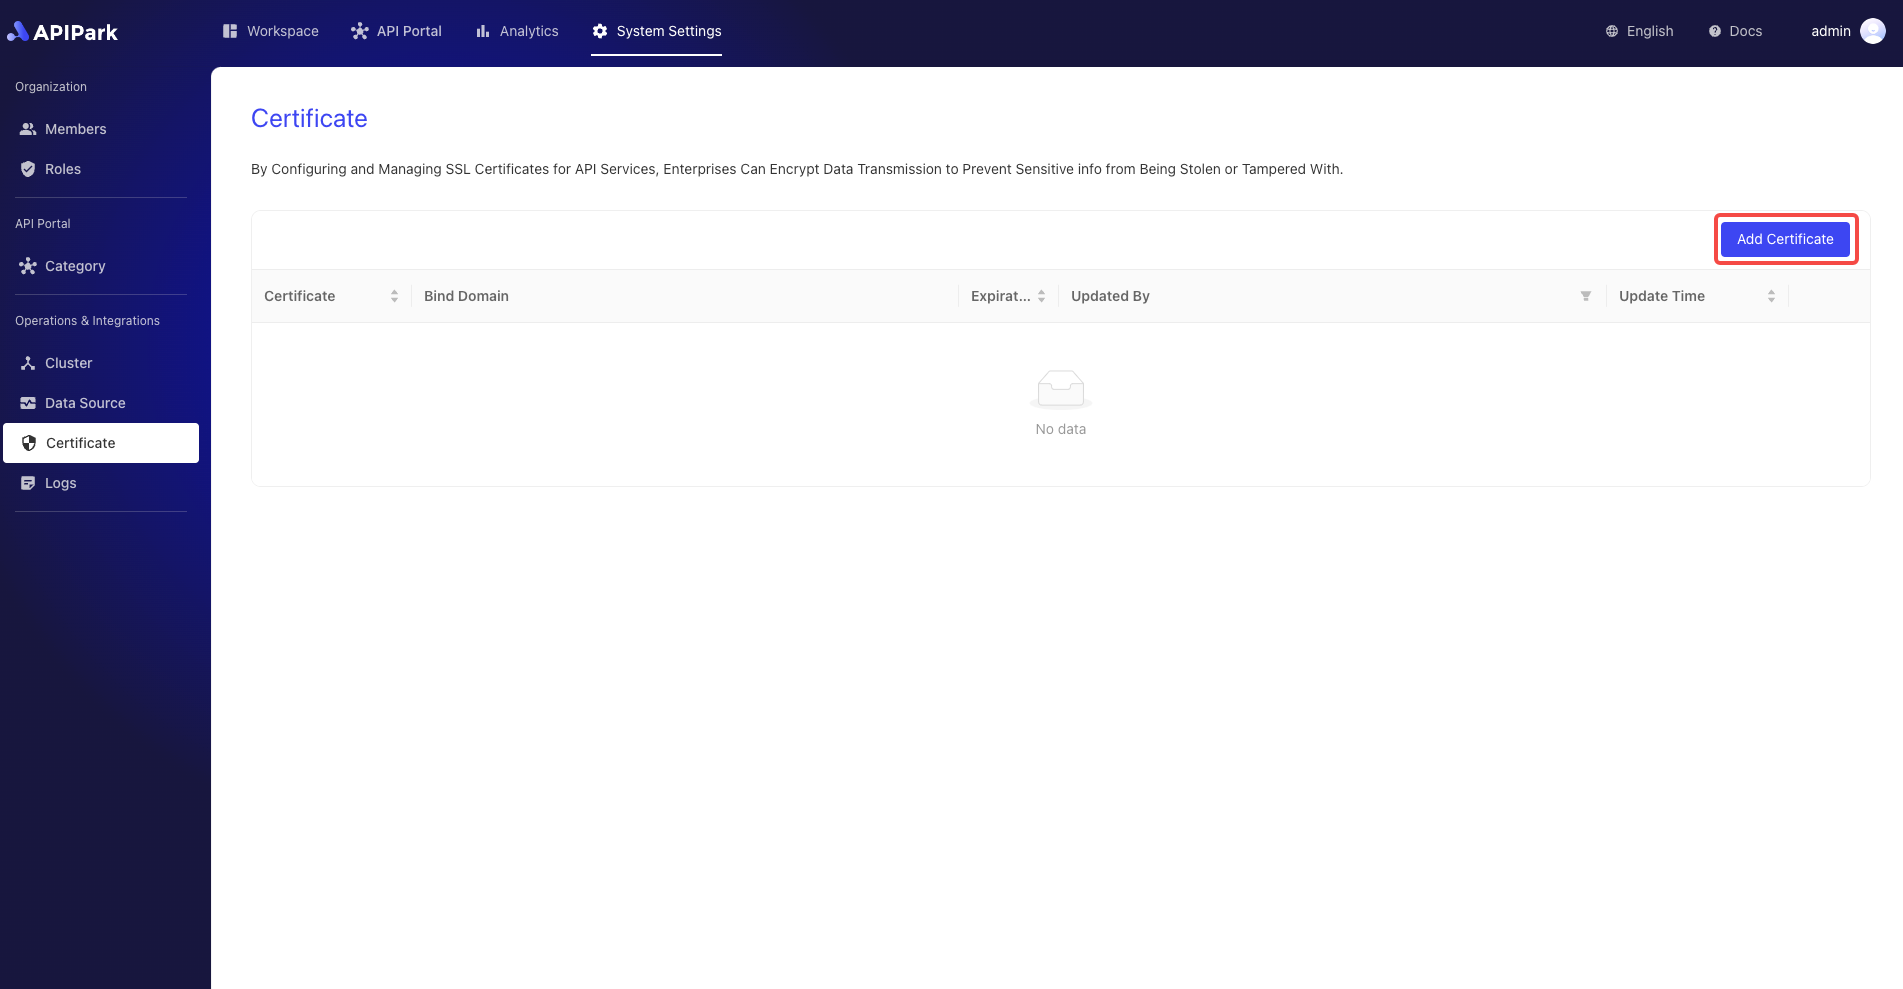 APIPark
Workspace
API Portal
Analytics
System Settings
English
Docs
admin
Organization
Members
Roles
API Portal
Category
Operations & Integrations
Cluster
Data Source
Certificate
Logs
Certificate
By Configuring and Managing SSL Certificates for API Services, Enterprises Can Encrypt Data Transmission to Prevent Sensitive info from Being Stolen or Tampered With.
Add Certificate
Certificate
Bind Domain
Expirat...
Updated By
Update Time
No data